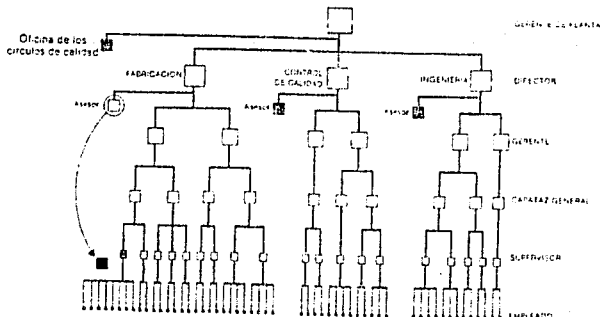 GERENTE DE PLANTA
Oficina de los
círculos de calidad
FABRICACION
CONTROL
DE CALIDAD
INGENIERIA
DIRECTOR
Asesor
Asesor
Asesor
GERENTE
CAPATAZ GENERAL
SUPERVISOR
EMPLEADO